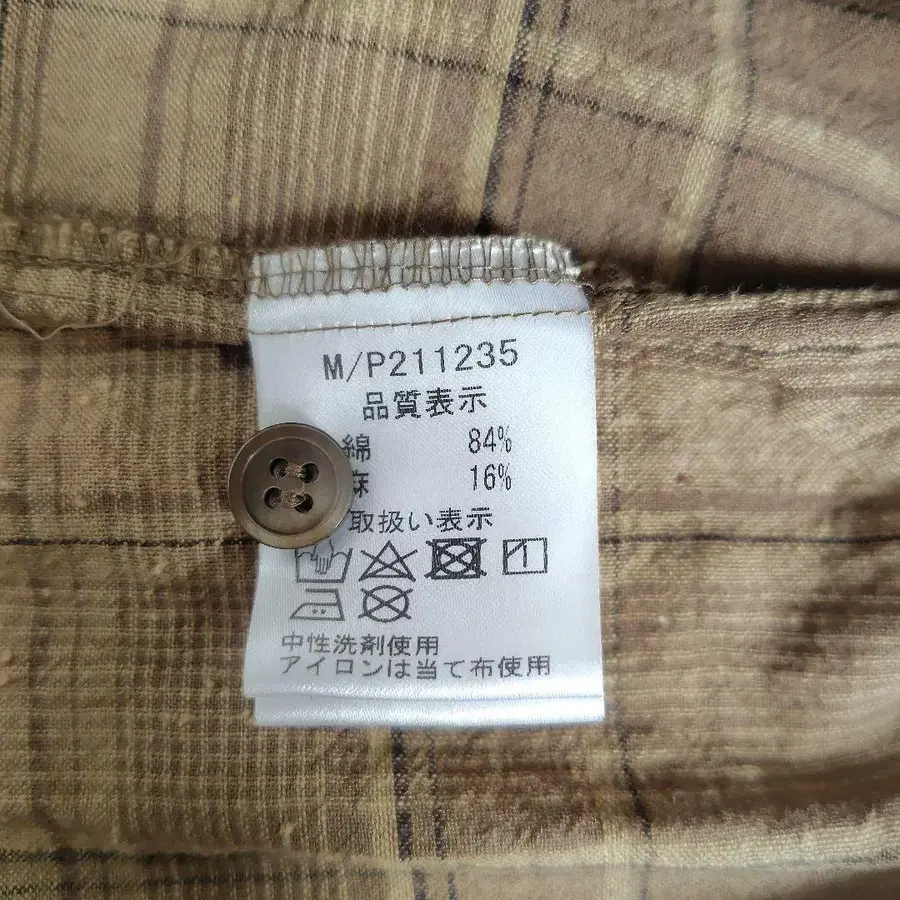 M/P211235
品質表示
綿 84%
麻 16%
取扱い表示
中性洗剤使用
アイロンは当て布使用